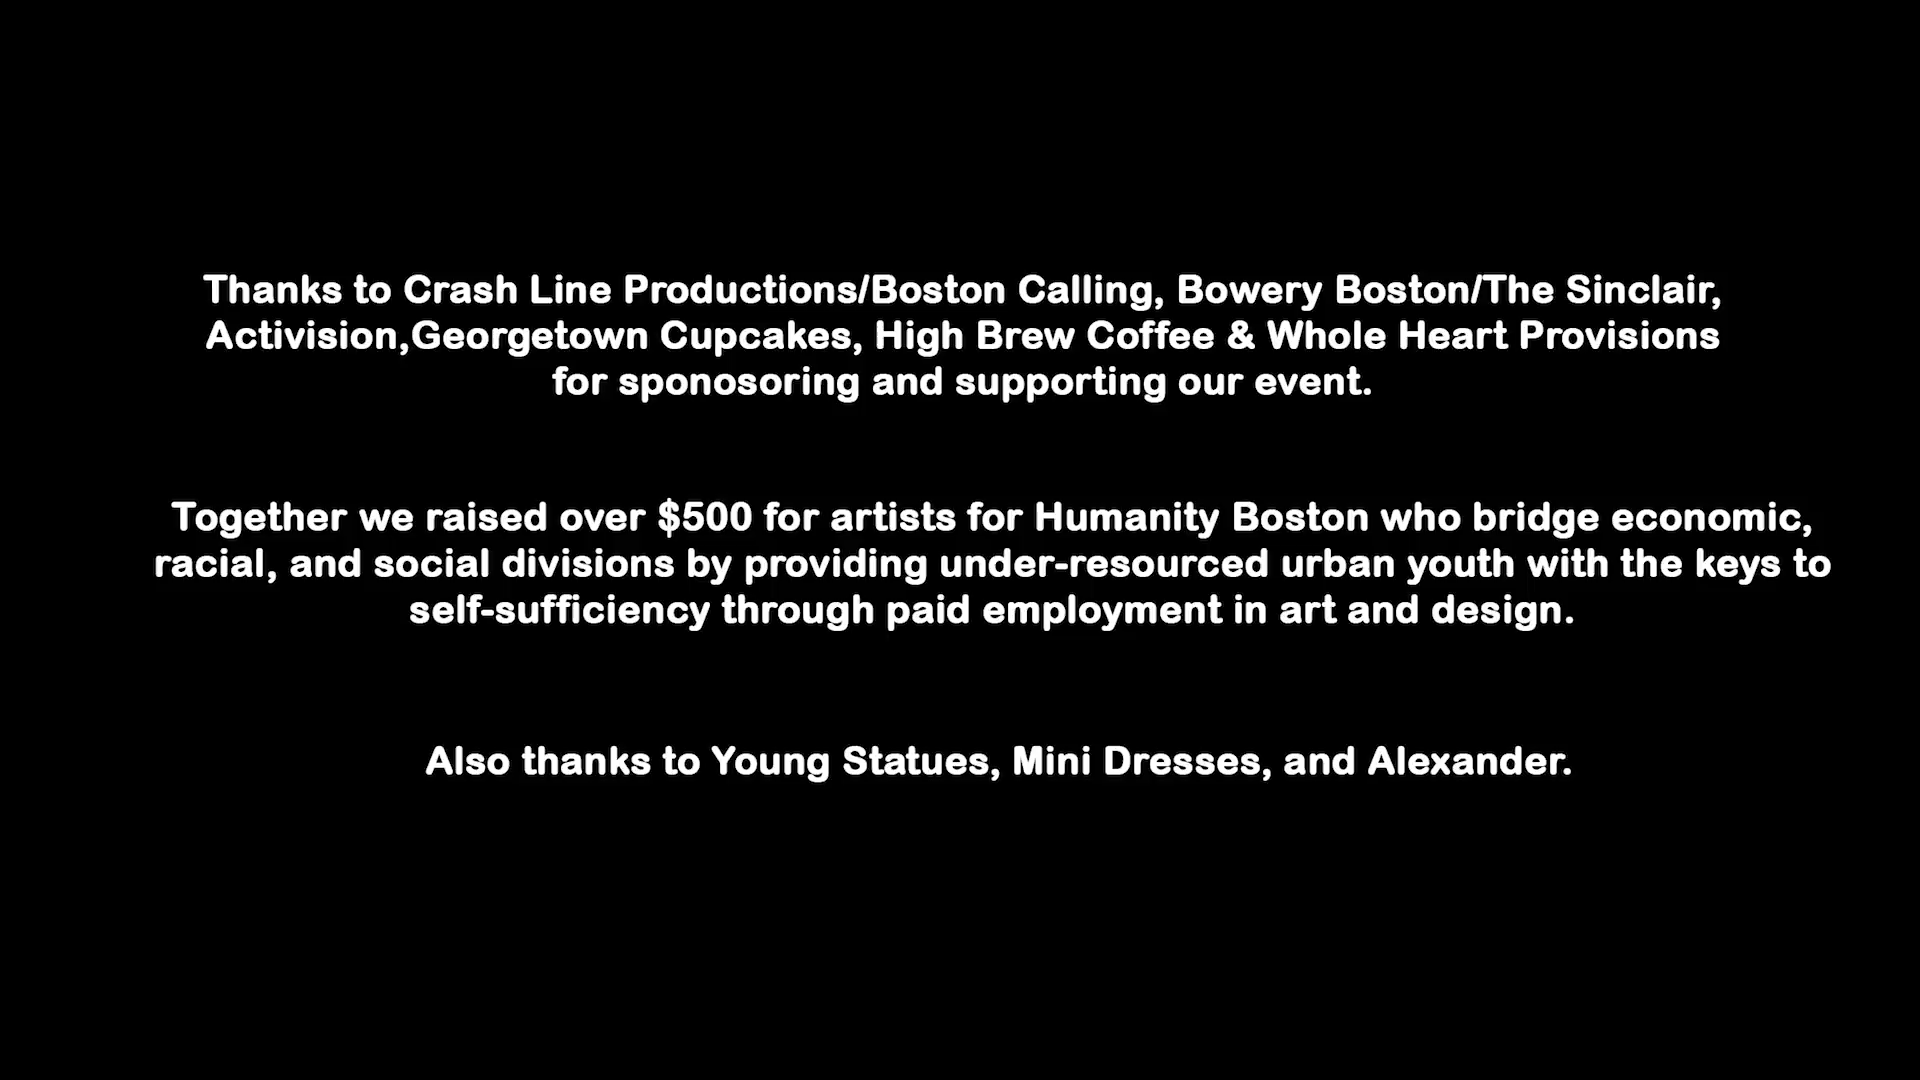 Thanks to Crash Line Productions/Boston Calling, Bowery Boston/The Sinclair,
Activision,Georgetown Cupcakes, High Brew Coffee & Whole Heart Provisions
for sponosoring and supporting our event.
Together we raised over $500 for artists for Humanity Boston who bridge economic,
racial, and social divisions by providing under-resourced urban youth with the keys to
self-sufficiency through paid employment in art and design.
Also thanks to Young Statues, Mini Dresses, and Alexander.